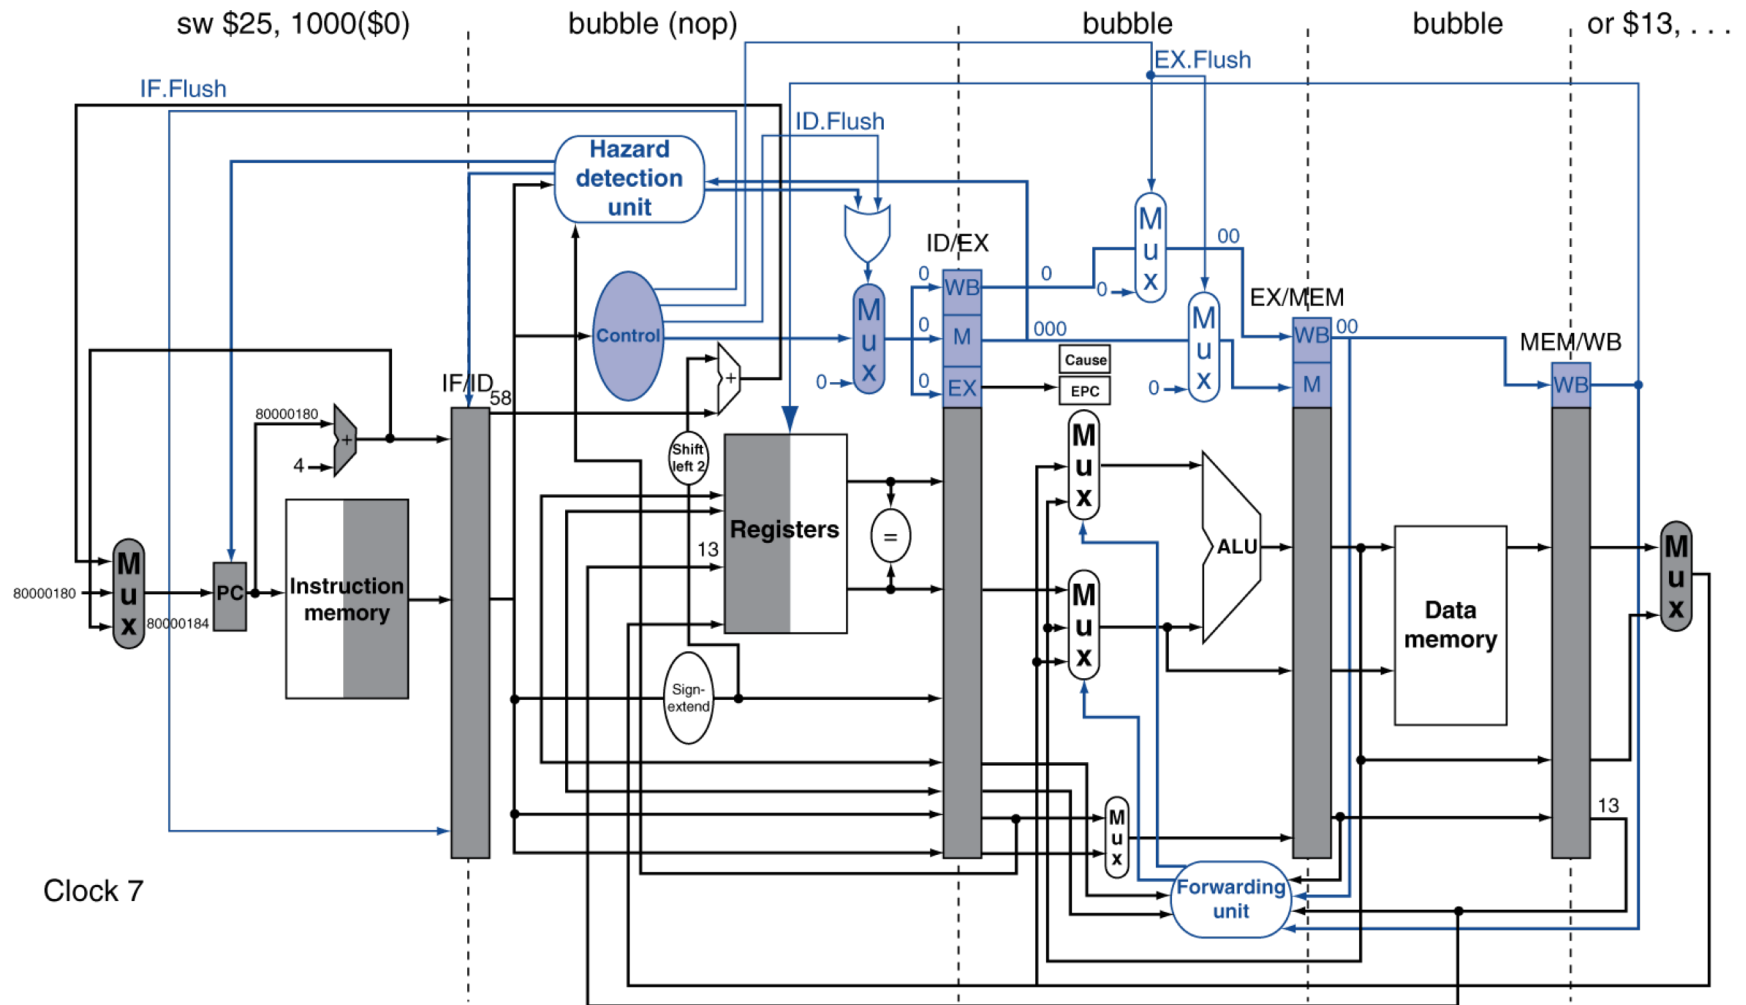 sw $25, 1000($0)
bubble (nop)
bubble
bubble
or $13, . . .
EX.Flush
IF.Flush
ID.Flush
Hazard
detection
unit
M
u
x
00
ID/EX
0
WB
0
0
Control
M
u
x
0
M
000
M
u
x
EX/MEM
WB
00
MEM/WB
Cause
0
EX
EPC
0
0
M
WB
IF/ID
58
+
80000180
+
4
Shift
left 2
M
u
x
Registers
=
13
ALU
M
u
x
80000180
80000184
PC
Instruction
memory
M
u
x
Data
memory
M
u
x
Sign-
extend
M
u
x
13
Forwarding
unit
Clock 7